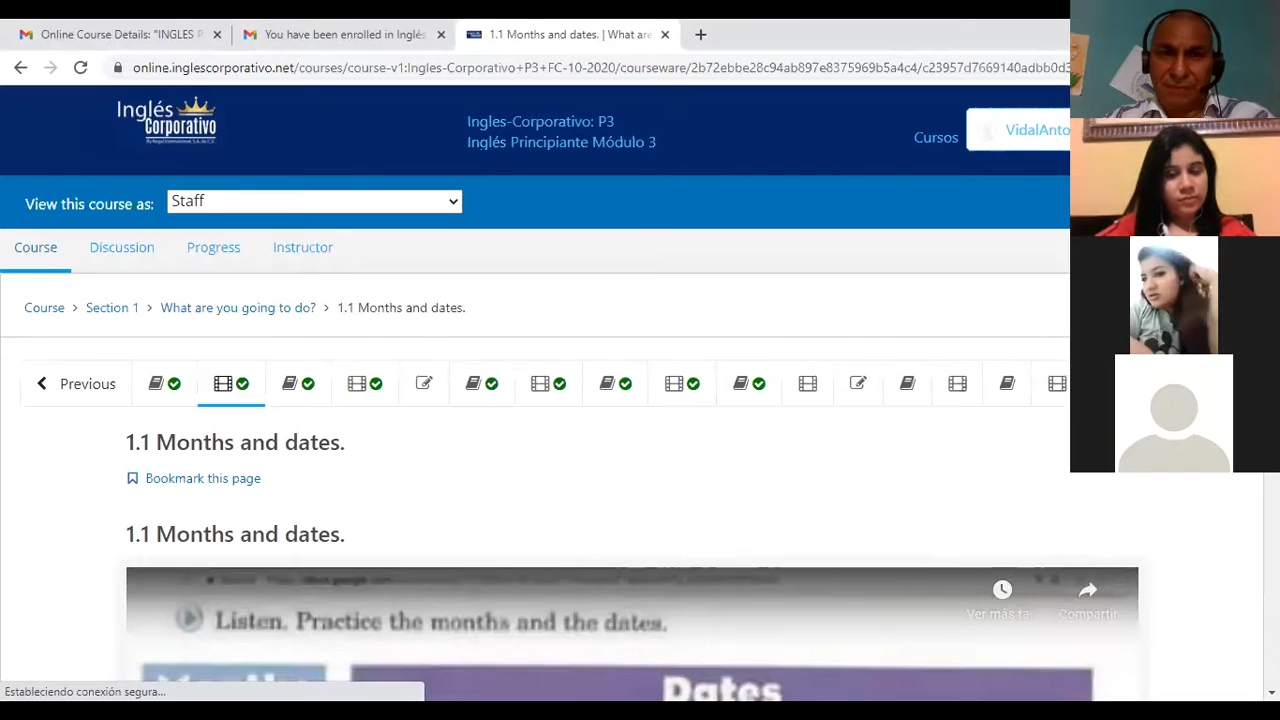 Online Course Details: "INGLES P
You have been enrolled in Inglés
1.1 Months and dates. | What are
online.inglescorporativo.net/courses/course-v1:Ingles-Corporativo+P3+FC-10-2020/courseware/2b72ebbe28c94ab897e8375969b5a4c4/c23957d7669140adbb0d3
Inglés
Corporativo
Ingles-Corporativo: P3
Inglés Principiante Módulo 3
Cursos
VidalAnto
View this course as:
Staff
Course
Discussion
Progress
Instructor
Course > Section 1 > What are you going to do? > 1.1 Months and dates.
Previous
1.1 Months and dates.
Bookmark this page
1.1 Months and dates.
Ver más ta
Compartir
Listen. Practice the months and the dates.
Dates
Estableciendo conexión segura...